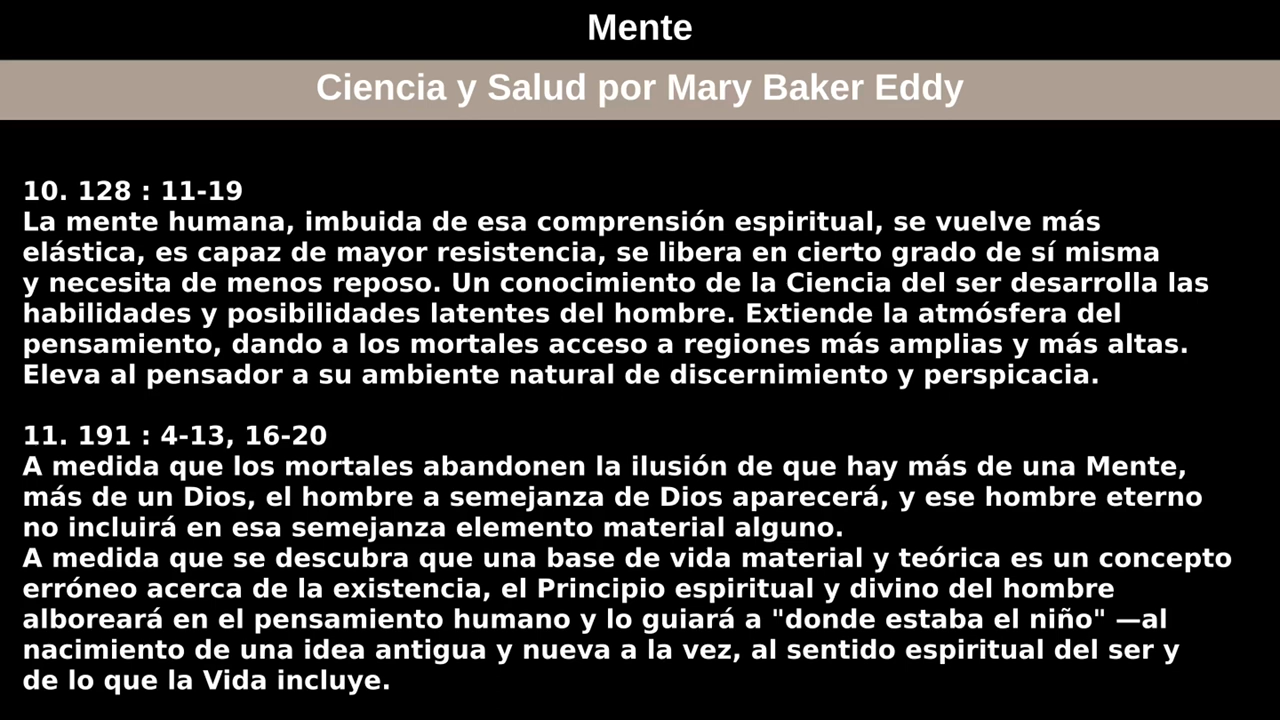 Mente
Ciencia y Salud por Mary Baker Eddy
10. 128 : 11-19
La mente humana, imbuida de esa comprensión espiritual, se vuelve más
elástica, es capaz de mayor resistencia, se libera en cierto grado de sí misma
y necesita de menos reposo. Un conocimiento de la Ciencia del ser desarrolla las
habilidades y posibilidades latentes del hombre. Extiende la atmósfera del
pensamiento, dando a los mortales acceso a regiones más amplias y más altas.
Eleva al pensador a su ambiente natural de discernimiento y perspicacia.
11. 191 : 4-13, 16-20
A medida que los mortales abandonen la ilusión de que hay más de una Mente,
más de un Dios, el hombre a semejanza de Dios aparecerá, y ese hombre eterno
no incluirá en esa semejanza elemento material alguno.
A medida que se descubra que una base de vida material y teórica es un concepto
erróneo acerca de la existencia, el Principio espiritual y divino del hombre
alboreará en el pensamiento humano y lo guiará a "donde estaba el niño" —al
nacimiento de una idea antigua y nueva a la vez, al sentido espiritual del ser y
de lo que la Vida incluye.